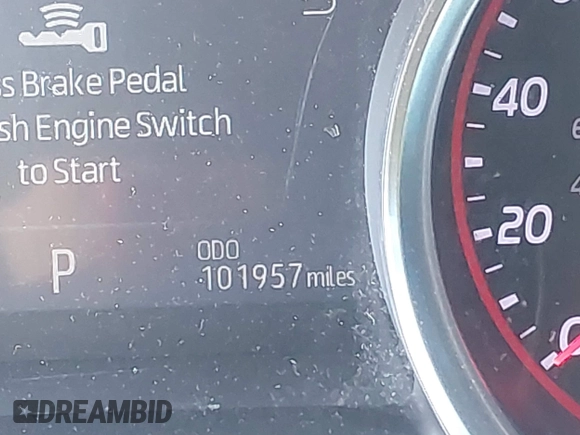 s Brake Pedal
sh Engine Switch
to Start
40
20
P
ODO
101957 miles
DREAMBID